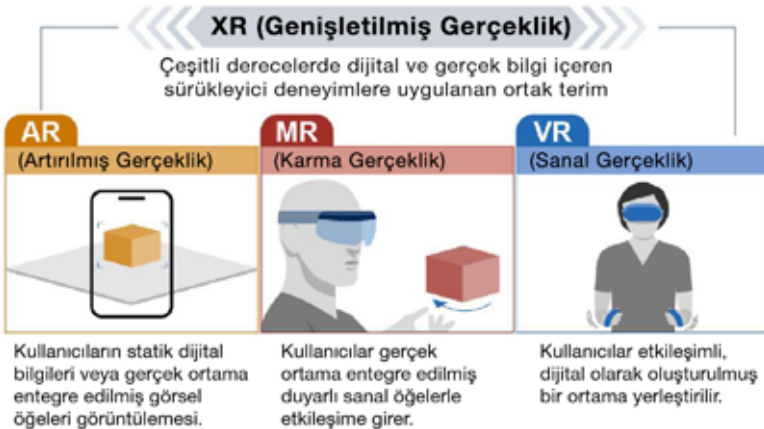 XR (Genişletilmiş Gerçeklik)
Çeşitli derecelerde dijital ve gerçek bilgi içeren
sürükleyici deneyimlere uygulanan ortak terim
AR
(Artırılmış Gerçeklik)
Kullanıcıların statik dijital
bilgileri veya gerçek ortama
entegre edilmiş görsel
öğeleri görüntülemesi.
MR
(Karma Gerçeklik)
Kullanıcılar gerçek
ortama entegre edilmiş
duyarlı sanal öğelerle
etkileşime girer.
VR
(Sanal Gerçeklik)
Kullanıcılar etkileşimli,
dijital olarak oluşturulmuş
bir ortama yerleştirilir.